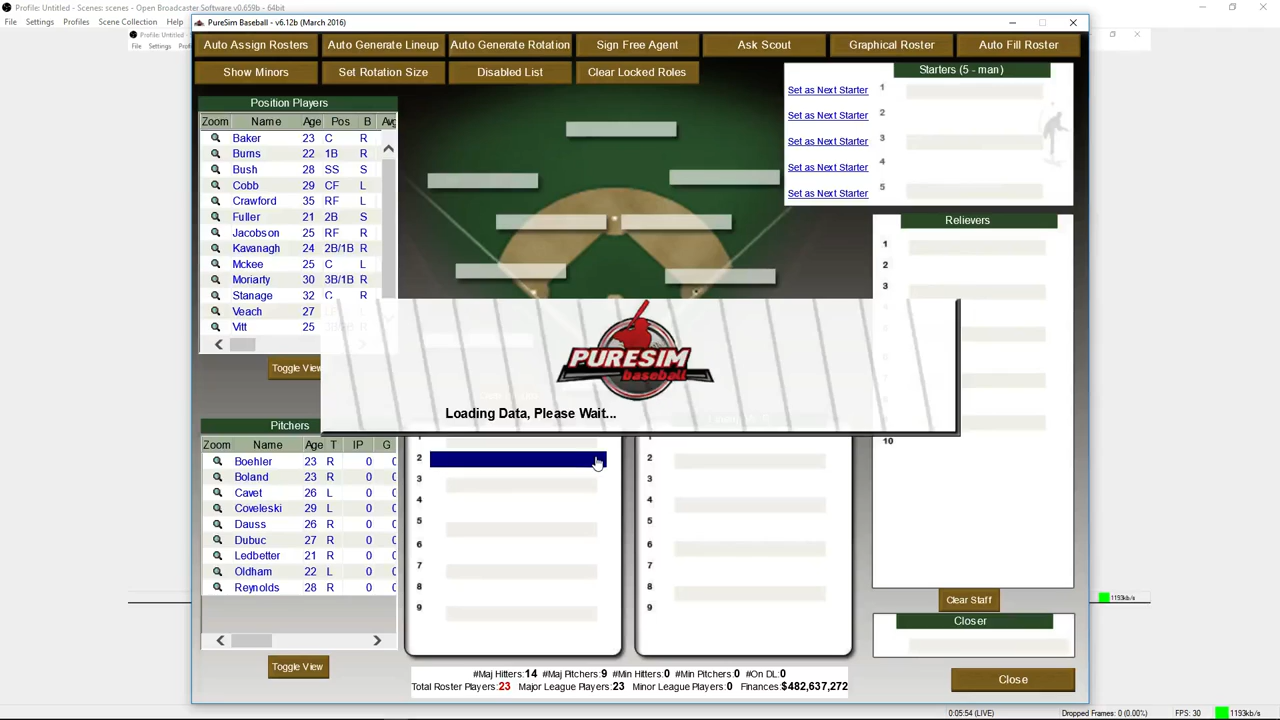 Profile: Untitled - Scenes: scenes - Open Broadcaster Software v0.659b - 64bit
File Settings Profiles Scene Collection Help
PureSim Baseball - v6.12b (March 2016)
Auto Assign Rosters Auto Generate Lineup Auto Generate Rotation Sign Free Agent Ask Scout Graphical Roster Auto Fill Roster
Show Minors Set Rotation Size Disabled List Clear Locked Roles
Starters (5 - man)
Set as Next Starter 1
Set as Next Starter 2
Set as Next Starter 3
Set as Next Starter 4
Set as Next Starter 5
Position Players
Zoom Name Age Pos B Avg
Baker 23 C R
Burns 22 1B R
Bush 28 SS S
Cobb 29 CF L
Crawford 35 RF L
Fuller 21 2B S
Jacobson 25 RF R
Kavanagh 24 2B/1B R
Mckee 25 C L
Moriarty 30 3B/1B R
Stanage 32 C
Veach 27
Vitt 25
Toggle View
Relievers
1
2
3
10
PURESIM
baseball
Loading Data, Please Wait...
Pitchers
Zoom Name Age T IP G
Boehler 23 R 0
Boland 23 R 0
Cavet 26 L 0
Coveleski 29 L 0
Dauss 26 R 0
Dubuc 27 R 0
Ledbetter 21 R 0
Oldham 22 L 0
Reynolds 28 R 0
Toggle View
2
3
4
5
6
7
8
9
2
3
4
5
6
7
8
9
Clear Staff
Closer
Close
#Maj Hitters:14 #Maj Pitchers:9 #Min Hitters:0 #Min Pitchers:0 #On DL:0
Total Roster Players:23 Major League Players:23 Minor League Players:0 Finances:$482,637,272
1193kb/s
0:05:54 (LIVE) Dropped Frames: 0 (0.00%) FPS: 30 1193kb/s